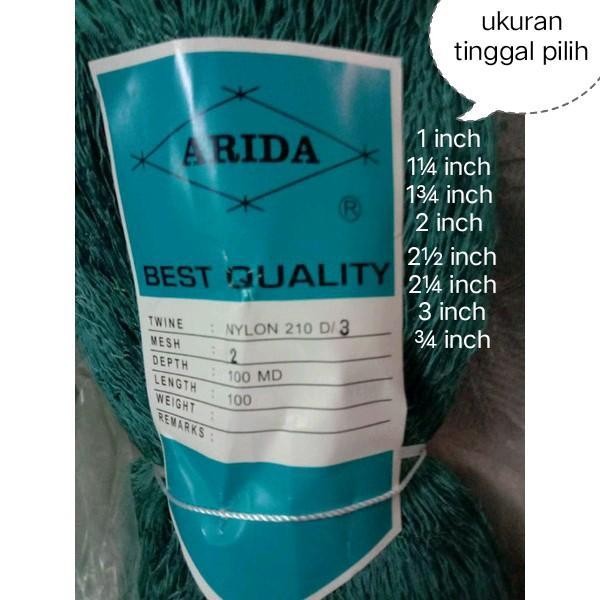 ukuran
tinggal pilih
1 inch
1¼ inch
1¾ inch
2 inch
2½ inch
2¼ inch
3 inch
¾ inch
ARIDA
®
BEST QUALITY
TWINE : NYLON 210 D/3
MESH : 2
DEPTH : 100 MD
LENGTH : 100
WEIGHT :
REMARKS :